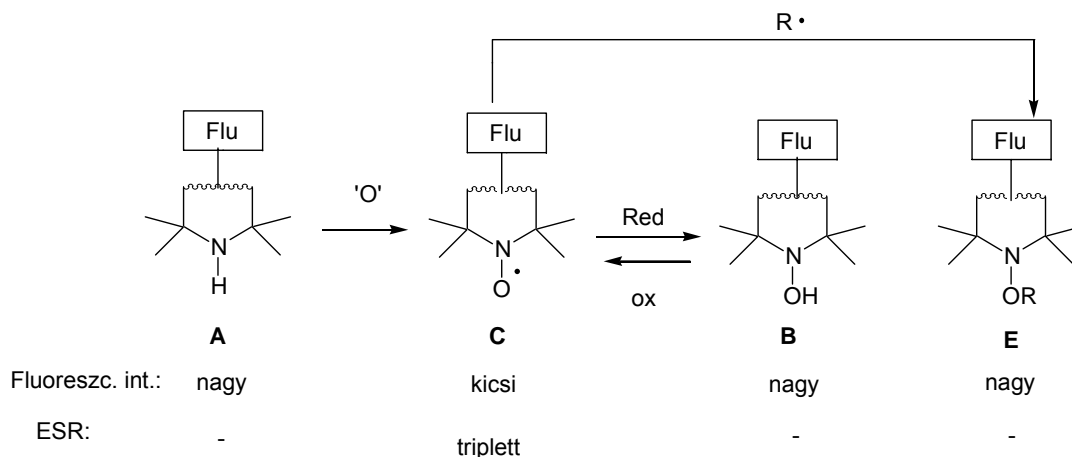 R •
Flu
Flu
Flu
Flu
'O'
Red
ox
N
H
N
O •
N
OH
N
OR
A
C
B
E
Fluoreszc. int.: nagy kicsi nagy nagy
ESR: - triplett - -